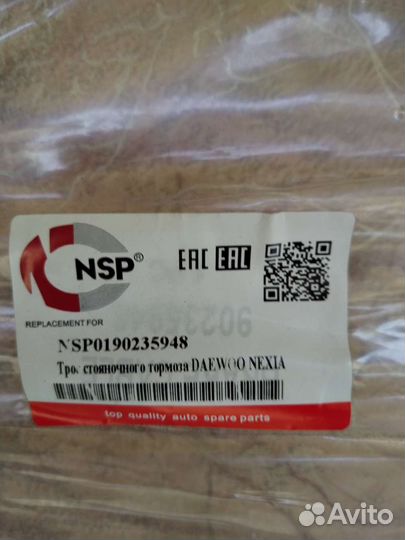 NSP®
EAC EAC
REPLACEMENT FOR
NSP0190235948
Трос стояночного тормоза DAEWOO NEXIA
top quality auto spare parts
Avito